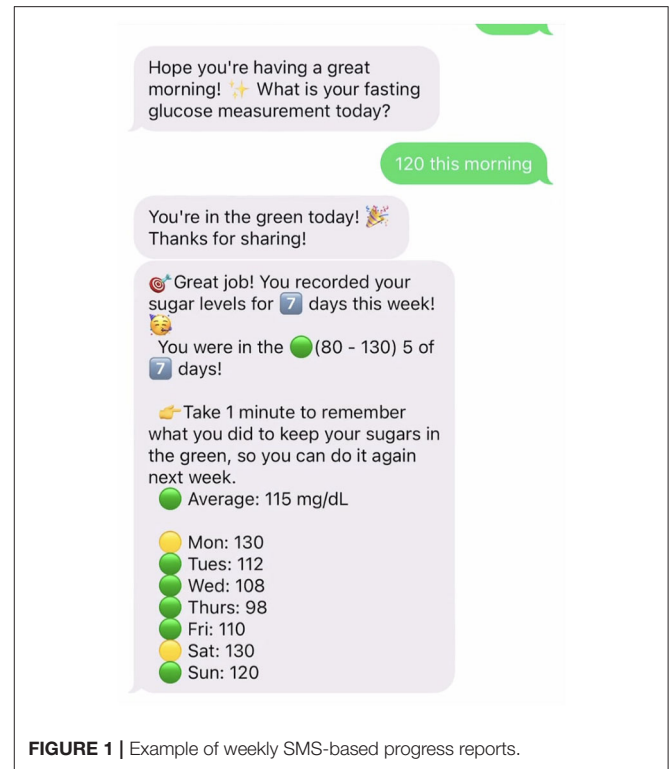 Hope you're having a great
morning! ✨ What is your fasting
glucose measurement today?
120 this morning
You're in the green today! 🎉
Thanks for sharing!
🎯Great job! You recorded your
sugar levels for 7️⃣ days this week!
🥳
You were in the 🟢(80 - 130) 5 of
7️⃣ days!
👉Take 1 minute to remember
what you did to keep your sugars in
the green, so you can do it again
next week.
🟢 Average: 115 mg/dL
🟡 Mon: 130
🟢 Tues: 112
🟢 Wed: 108
🟢 Thurs: 98
🟢 Fri: 110
🟡 Sat: 130
🟢 Sun: 120
FIGURE 1 | Example of weekly SMS-based progress reports.